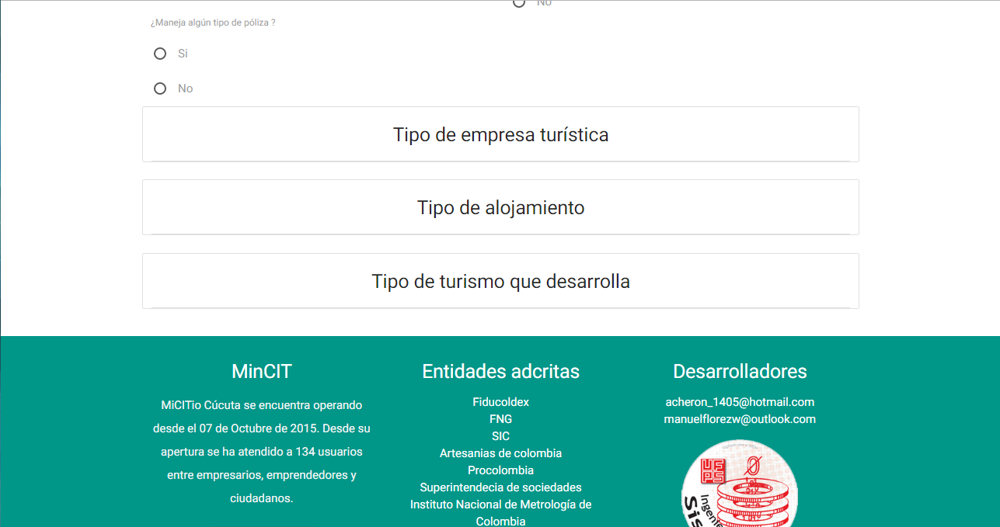 No
¿Maneja algún tipo de póliza ?
Si
No
Tipo de empresa turística
Tipo de alojamiento
Tipo de turismo que desarrolla
MinCIT
MiCITio Cúcuta se encuentra operando
desde el 07 de Octubre de 2015. Desde su
apertura se ha atendido a 134 usuarios
entre empresarios, emprendedores y
ciudadanos.
Entidades adcritas
Fiducoldex
FNG
SIC
Artesanias de colombia
Procolombia
Superintendecia de sociedades
Instituto Nacional de Metrología de
Colombia
Desarrolladores
acheron_1405@hotmail.com
manuelflorezw@outlook.com
UFPS